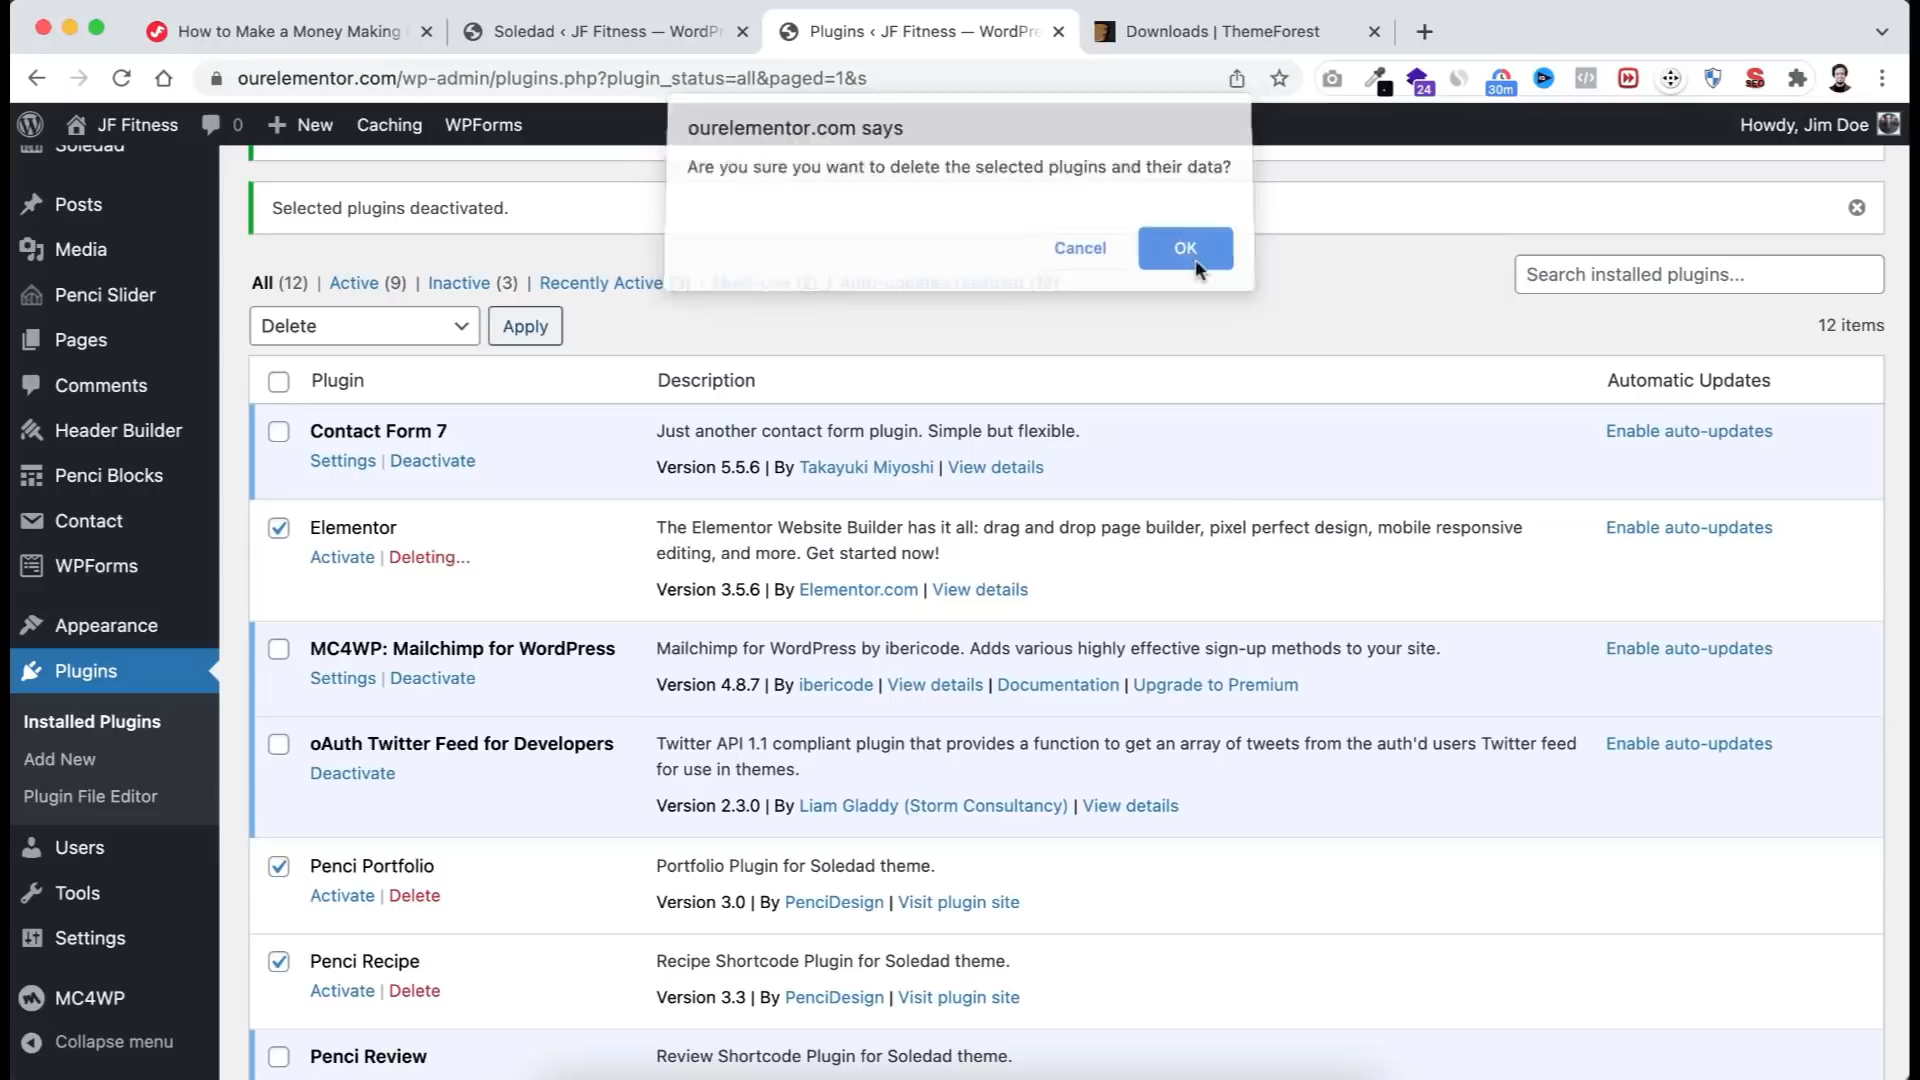 How to Make a Money Making
Soledad ‹ JF Fitness — WordPr
Plugins ‹ JF Fitness — WordPre
Downloads | ThemeForest
ourelementor.com/wp-admin/plugins.php?plugin_status=all&paged=1&s
24
30m
SEO
JF Fitness
0
New
Caching
WPForms
Howdy, Jim Doe
ourelementor.com says
Are you sure you want to delete the selected plugins and their data?
Cancel
OK
Soledad
Posts
Media
Penci Slider
Pages
Comments
Header Builder
Penci Blocks
Contact
WPForms
Appearance
Plugins
Installed Plugins
Add New
Plugin File Editor
Users
Tools
Settings
MC4WP
Collapse menu
Selected plugins deactivated.
All (12) | Active (9) | Inactive (3) | Recently Active
Search installed plugins...
Delete
Apply
12 items
Plugin
Description
Automatic Updates
Contact Form 7
Settings | Deactivate
Just another contact form plugin. Simple but flexible.
Version 5.5.6 | By Takayuki Miyoshi | View details
Enable auto-updates
Elementor
Activate | Deleting...
The Elementor Website Builder has it all: drag and drop page builder, pixel perfect design, mobile responsive
editing, and more. Get started now!
Version 3.5.6 | By Elementor.com | View details
Enable auto-updates
MC4WP: Mailchimp for WordPress
Settings | Deactivate
Mailchimp for WordPress by ibericode. Adds various highly effective sign-up methods to your site.
Version 4.8.7 | By ibericode | View details | Documentation | Upgrade to Premium
Enable auto-updates
oAuth Twitter Feed for Developers
Deactivate
Twitter API 1.1 compliant plugin that provides a function to get an array of tweets from the auth'd users Twitter feed
for use in themes.
Version 2.3.0 | By Liam Gladdy (Storm Consultancy) | View details
Enable auto-updates
Penci Portfolio
Activate | Delete
Portfolio Plugin for Soledad theme.
Version 3.0 | By PenciDesign | Visit plugin site
Penci Recipe
Activate | Delete
Recipe Shortcode Plugin for Soledad theme.
Version 3.3 | By PenciDesign | Visit plugin site
Penci Review
Review Shortcode Plugin for Soledad theme.